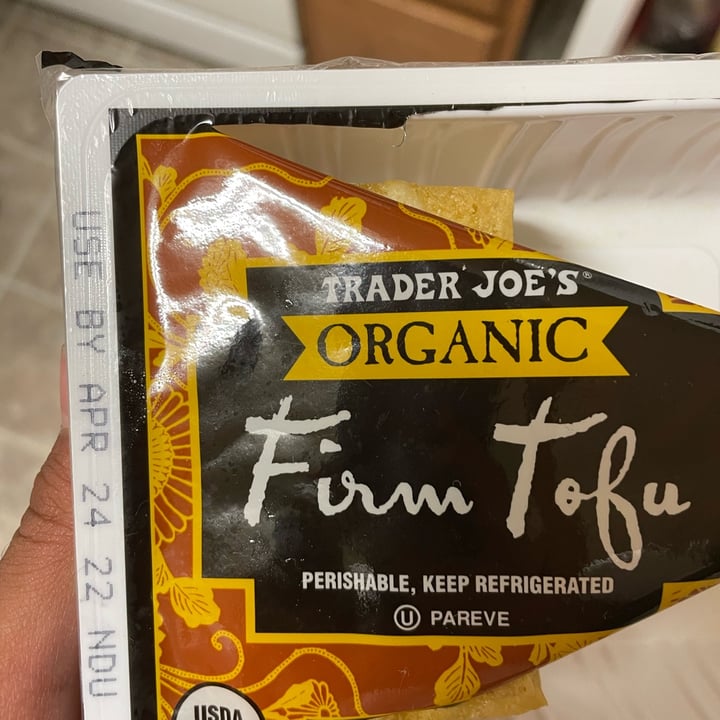 TRADER JOE'S®
ORGANIC
Firm Tofu
PERISHABLE, KEEP REFRIGERATED
U PAREVE
USDA
USE BY APR 24 22 NDU